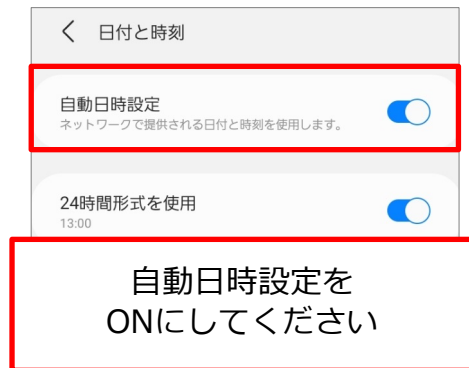 日付と時刻
自動日時設定
ネットワークで提供される日付と時刻を使用します。
24時間形式を使用
13:00
自動日時設定を
ONにしてください